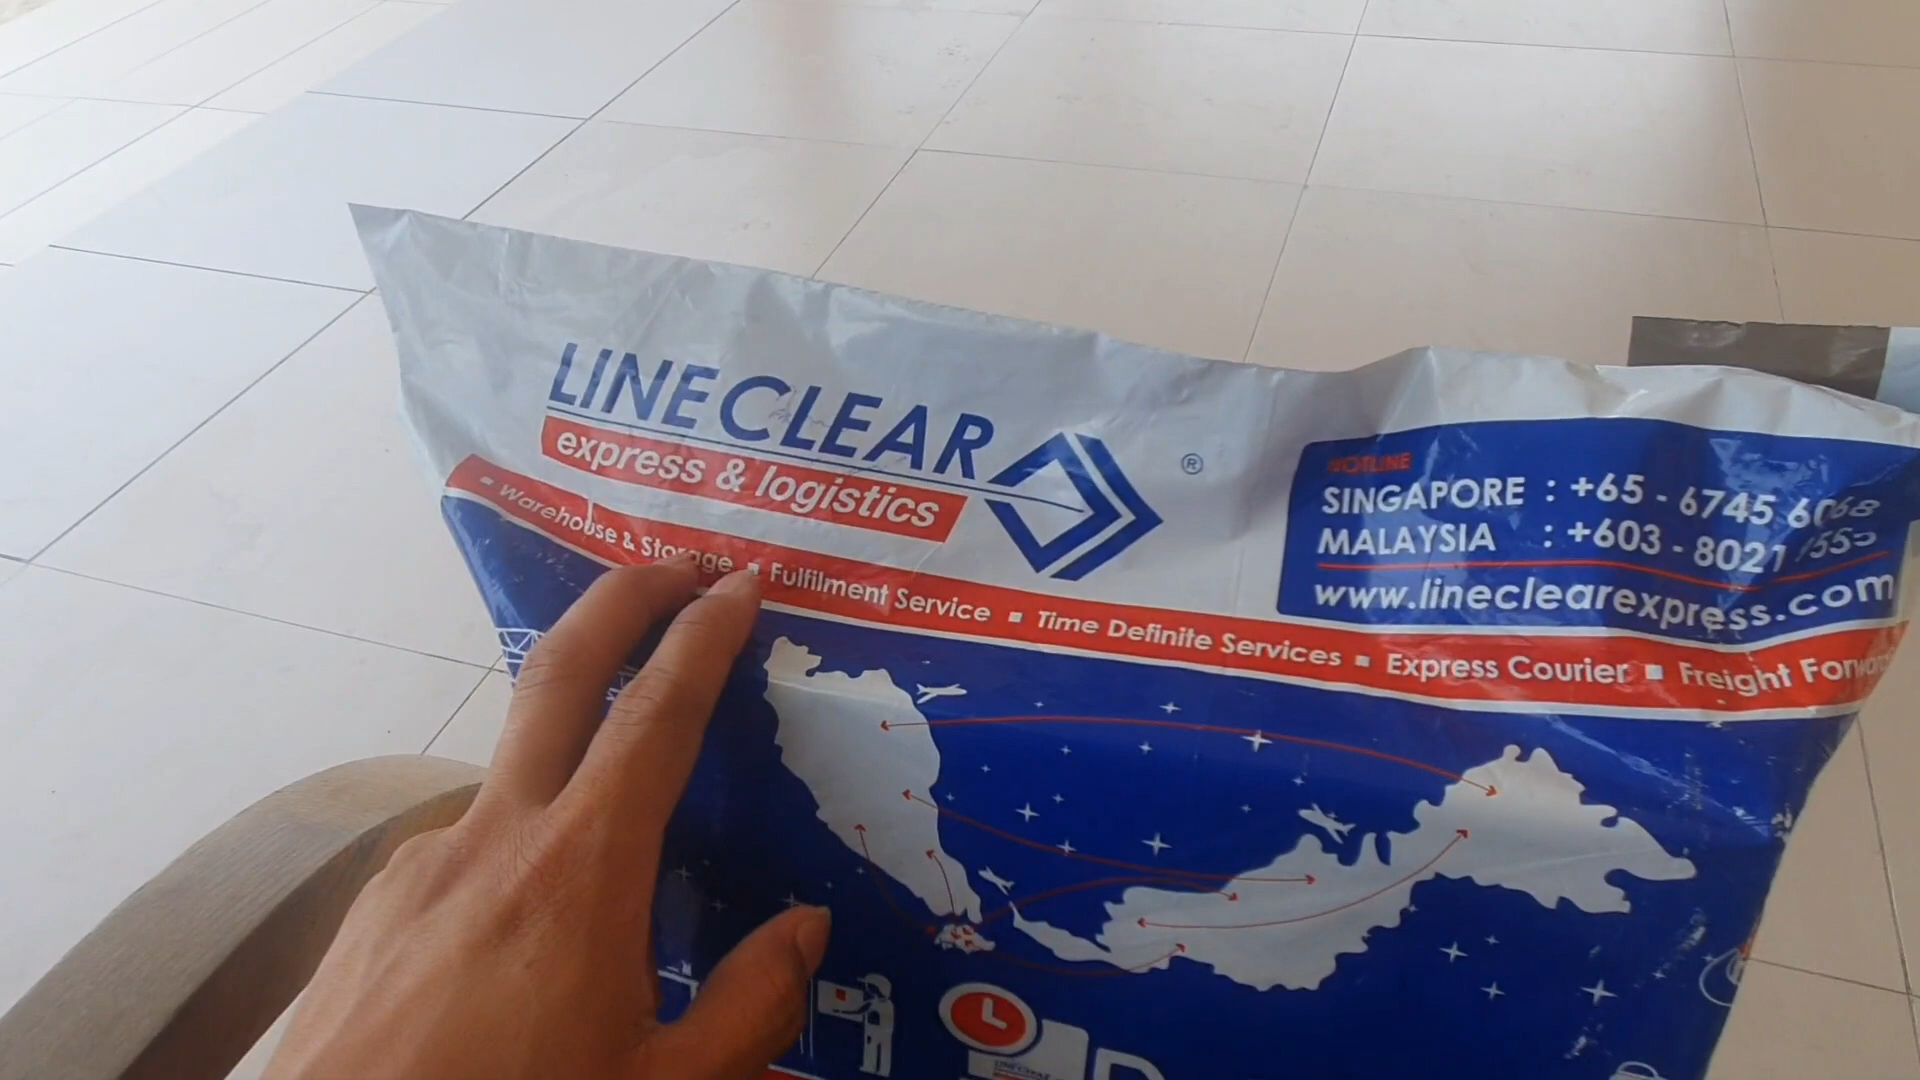 LINE CLEAR
express & logistics
®
HOTLINE
SINGAPORE : +65 - 6745 6068
MALAYSIA : +603 - 8021
www.lineclearexpress.com
▪ Warehouse & Storage ▪ Fulfilment Service ▪ Time Definite Services ▪ Express Courier ▪ Freight